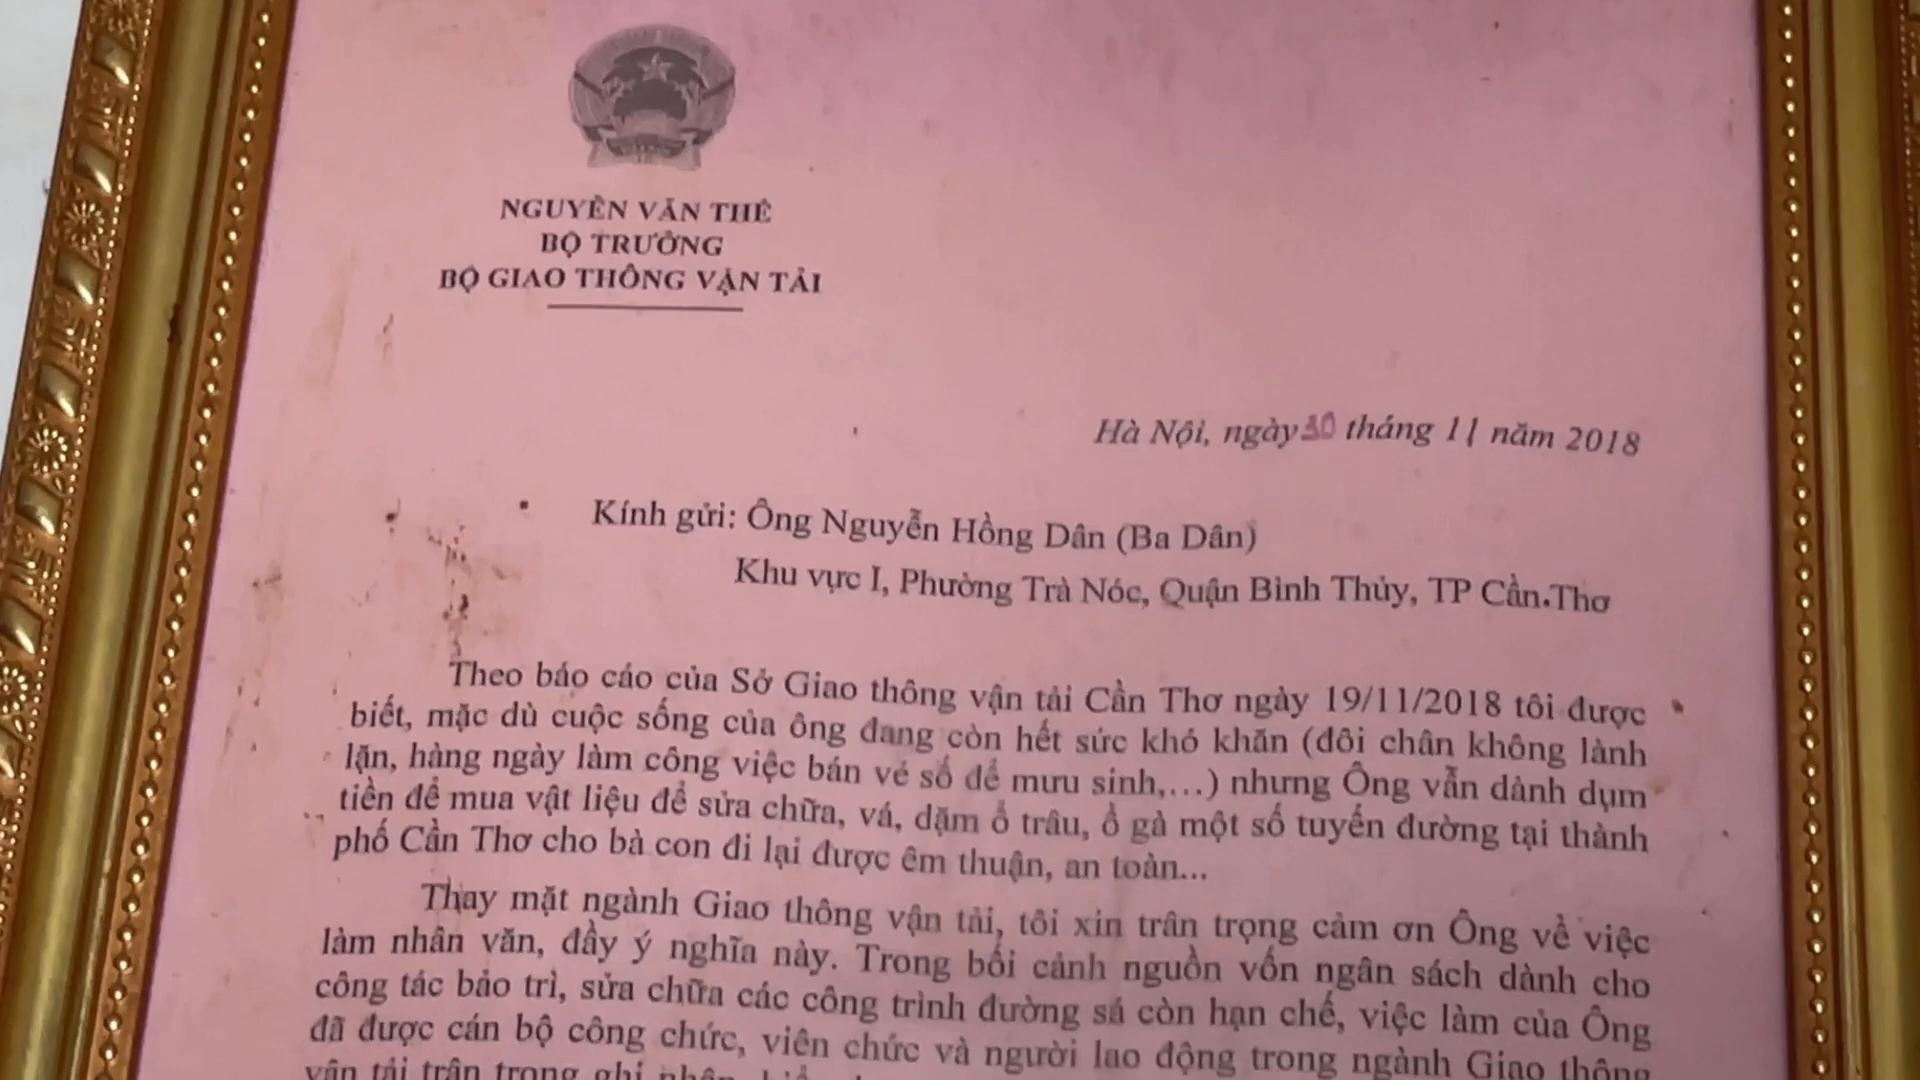 NGUYỄN VĂN THỂ
BỘ TRƯỞNG
BỘ GIAO THÔNG VẬN TẢI
Hà Nội, ngày 30 tháng 11 năm 2018
Kính gửi: Ông Nguyễn Hồng Dân (Ba Dân)
Khu vực I, Phường Trà Nóc, Quận Bình Thủy, TP Cần Thơ
Theo báo cáo của Sở Giao thông vận tải Cần Thơ ngày 19/11/2018 tôi được
biết, mặc dù cuộc sống của ông đang còn hết sức khó khăn (đôi chân không lành
lặn, hàng ngày làm công việc bán vé số để mưu sinh,...) nhưng Ông vẫn dành dụm
tiền để mua vật liệu để sửa chữa, vá, dặm ổ trâu, ổ gà một số tuyến đường tại thành
phố Cần Thơ cho bà con đi lại được êm thuận, an toàn...
Thay mặt ngành Giao thông vận tải, tôi xin trân trọng cảm ơn Ông về việc
làm nhân văn, đầy ý nghĩa này. Trong bối cảnh nguồn vốn ngân sách dành cho
công tác bảo trì, sửa chữa các công trình đường sá còn hạn chế, việc làm của Ông
đã được cán bộ công chức, viên chức và người lao động trong ngành Giao thông
vận tải trân trọng ghi nhận